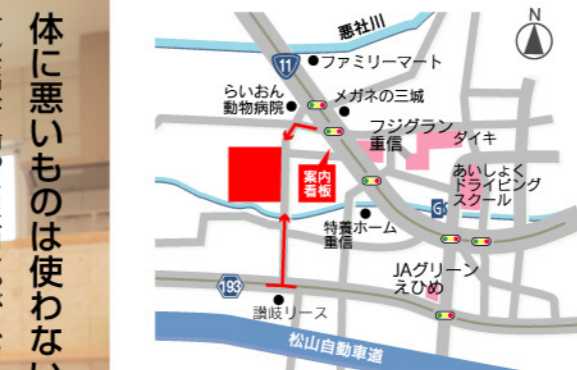 体に悪いものは使わない
N
悪社川
11
ファミリーマート
らいおん
動物病院
メガネの三城
フジグラン
重信
ダイキ
案内
看板
あいしょく
ドライビング
スクール
G
特養ホーム
重信
JAグリーン
えひめ
193
讃岐リース
松山自動車道